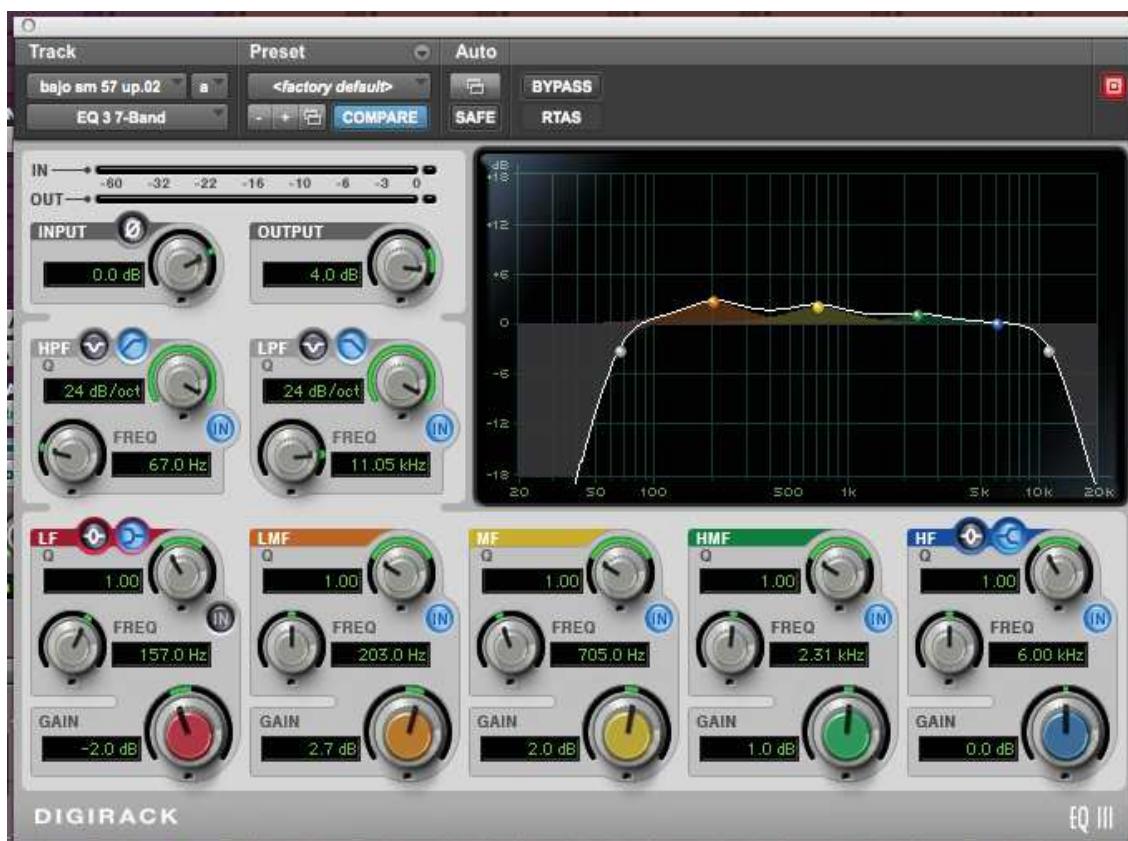 Track Preset Auto
bajo sm 57 up.02 a <factory default> BYPASS
EQ 3 7-Band - + COMPARE SAFE RTAS
IN
-60 -32 -22 -16 -10 -6 -3 0
OUT
INPUT Ø OUTPUT
0.0 dB 4.0 dB
HPF LPF
Q Q
24 dB/oct 24 dB/oct
IN IN
FREQ FREQ
67.0 Hz 11.05 kHz
dB
+18
+12
+6
0
-6
-12
-18
20 50 100 500 1k 5k 10k 20k
LF LMF MF HMF HF
Q Q Q Q Q
1.00 1.00 1.00 1.00 1.00
IN IN IN IN IN
FREQ FREQ FREQ FREQ FREQ
157.0 Hz 203.0 Hz 705.0 Hz 2.31 kHz 6.00 kHz
GAIN GAIN GAIN GAIN GAIN
-2.0 dB 2.7 dB 2.0 dB 1.0 dB 0.0 dB
DIGIRACK EQ III